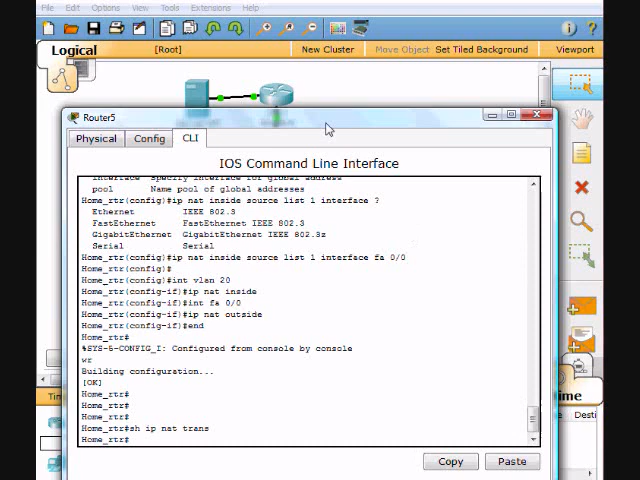 File Edit Options View Tools Extensions Help
Logical [Root] New Cluster Move Object Set Tiled Background Viewport
Router5
Physical Config CLI
IOS Command Line Interface
interface Specify interface for global address
pool Name pool of global addresses
Home_rtr(config)#ip nat inside source list 1 interface ?
Ethernet IEEE 802.3
FastEthernet FastEthernet IEEE 802.3
GigabitEthernet GigabitEthernet IEEE 802.3z
Serial Serial
Home_rtr(config)#ip nat inside source list 1 interface fa 0/0
Home_rtr(config)#
Home_rtr(config)#int vlan 20
Home_rtr(config-if)#ip nat inside
Home_rtr(config-if)#int fa 0/0
Home_rtr(config-if)#ip nat outside
Home_rtr(config-if)#end
Home_rtr#
%SYS-5-CONFIG_I: Configured from console by console
wr
Building configuration...
[OK]
Home_rtr#
Home_rtr#
Home_rtr#
Home_rtr#sh ip nat trans
Home_rtr#
Copy Paste